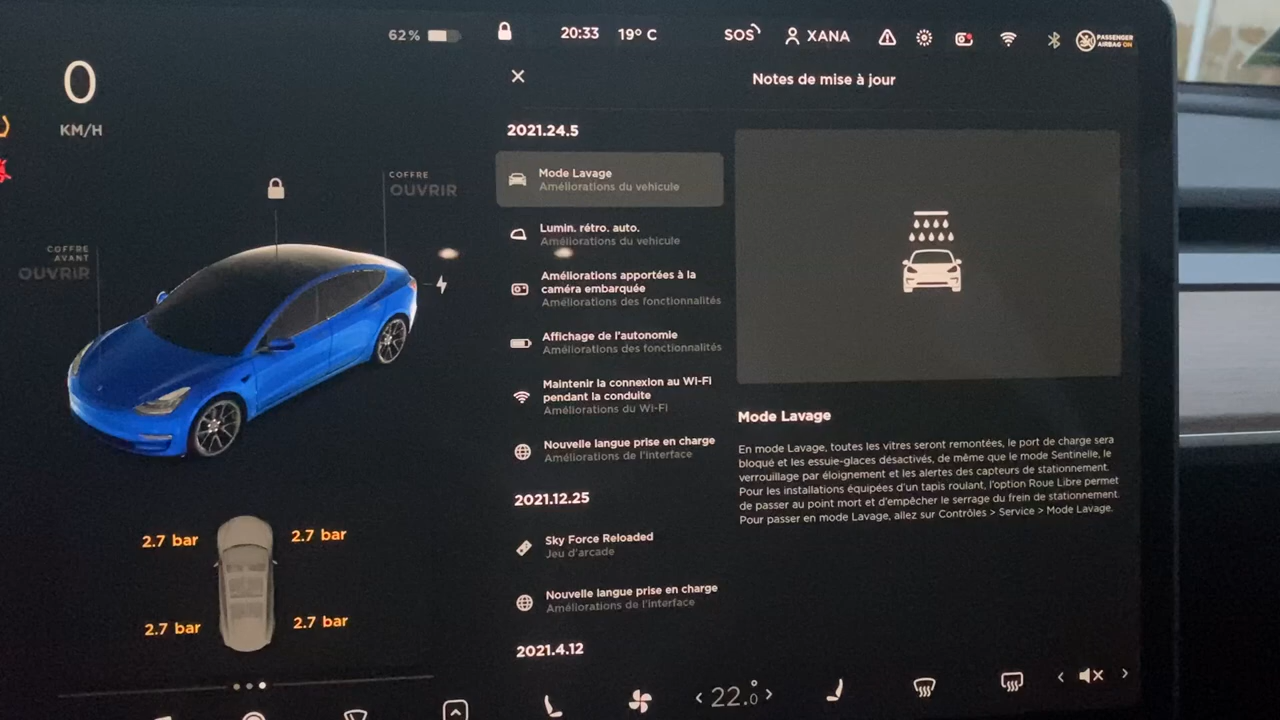 62 %
20:33
19° C
SOS
XANA
PASSENGER
AIRBAG ON
0
KM/H
COFFRE
OUVRIR
COFFRE
AVANT
OUVRIR
2.7 bar
2.7 bar
2.7 bar
2.7 bar
Notes de mise à jour
2021.24.5
Mode Lavage
Améliorations du vehicule
Lumin. rétro. auto.
Améliorations du vehicule
Améliorations apportées à la
caméra embarquée
Améliorations des fonctionnalités
Affichage de l'autonomie
Améliorations des fonctionnalités
Maintenir la connexion au Wi-Fi
pendant la conduite
Améliorations du Wi-Fi
Nouvelle langue prise en charge
Améliorations de l'interface
2021.12.25
Sky Force Reloaded
Jeu d'arcade
Nouvelle langue prise en charge
Améliorations de l'interface
2021.4.12
Mode Lavage
En mode Lavage, toutes les vitres seront remontées, le port de charge sera
bloqué et les essuie-glaces désactivés, de même que le mode Sentinelle, le
verrouillage par éloignement et les alertes des capteurs de stationnement.
Pour les installations équipées d'un tapis roulant, l'option Roue Libre permet
de passer au point mort et d'empêcher le serrage du frein de stationnement.
Pour passer en mode Lavage, allez sur Contrôles > Service > Mode Lavage.
22.0